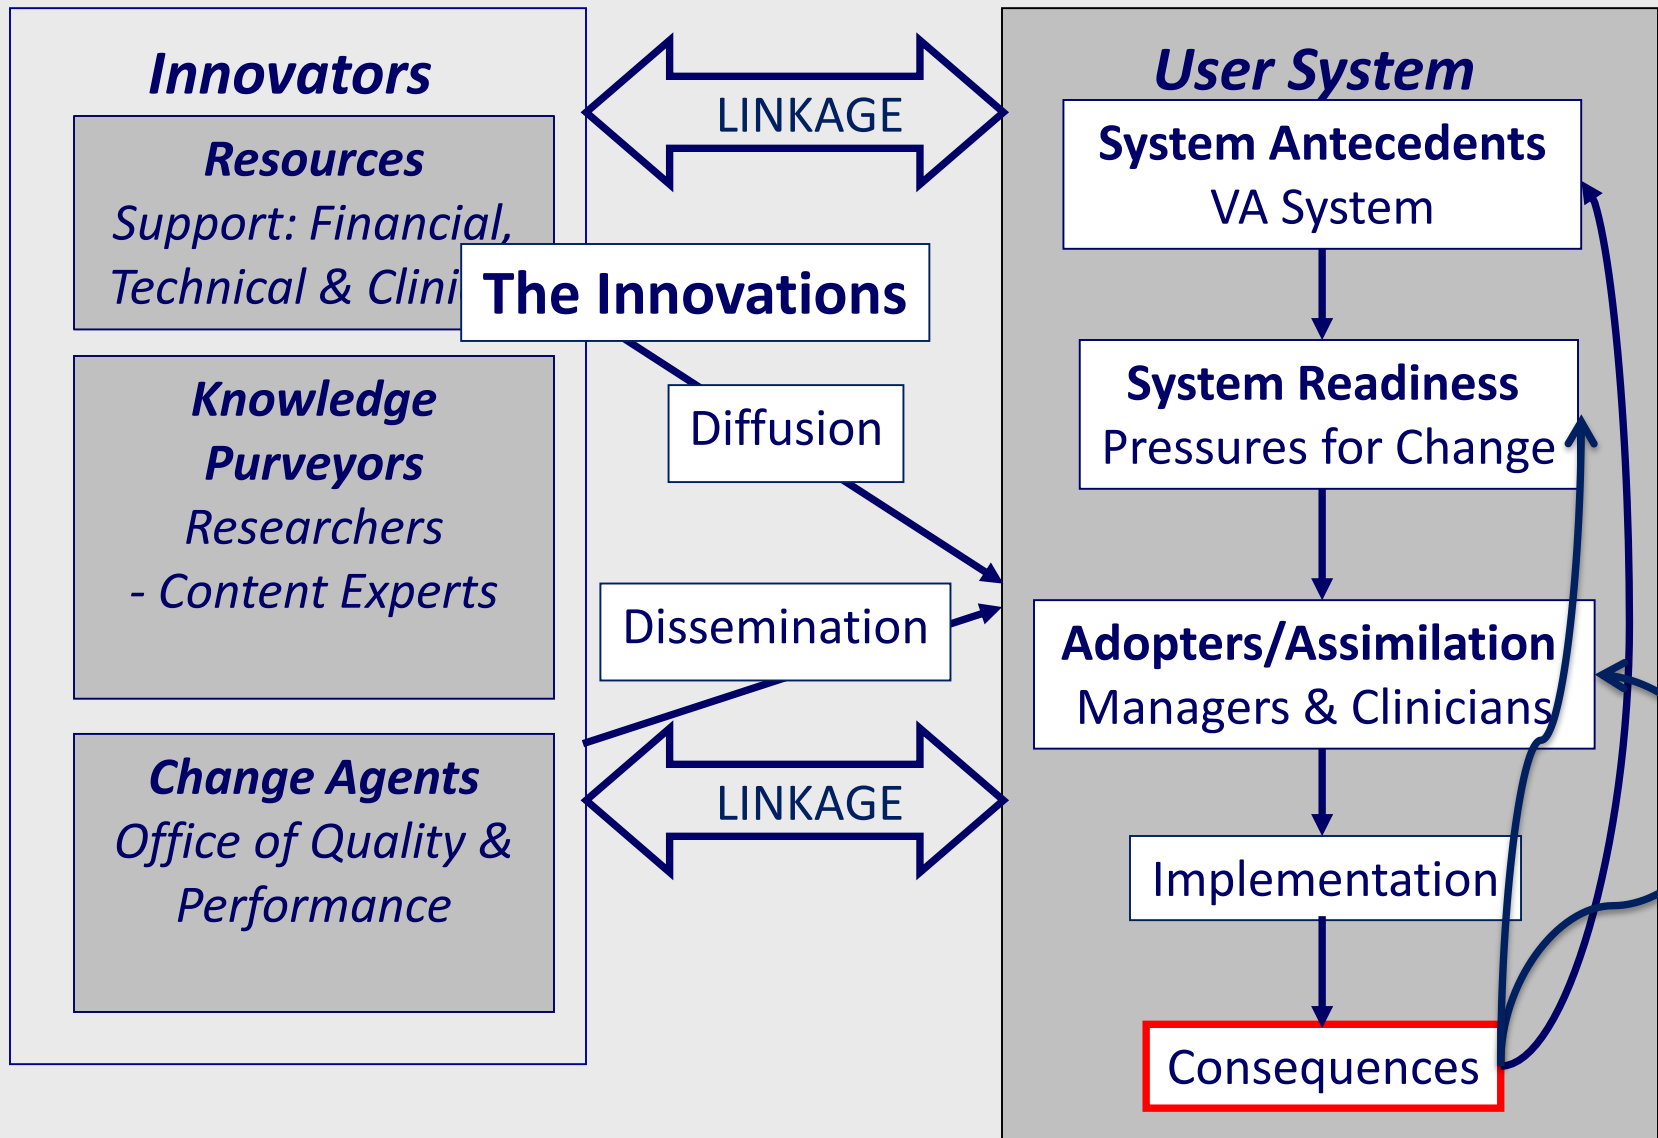 Innovators
Resources
Support: Financial,
Technical & Clini
Knowledge
Purveyors
Researchers
- Content Experts
Change Agents
Office of Quality &
Performance
LINKAGE
The Innovations
Diffusion
Dissemination
LINKAGE
User System
System Antecedents
VA System
System Readiness
Pressures for Change
Adopters/Assimilation
Managers & Clinicians
Implementation
Consequences